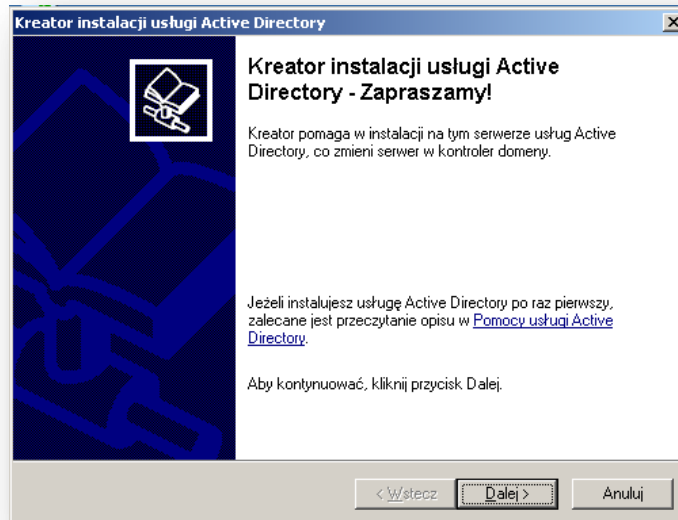 Kreator instalacji usługi Active Directory
Kreator instalacji usługi Active
Directory - Zapraszamy!
Kreator pomaga w instalacji na tym serwerze usług Active
Directory, co zmieni serwer w kontroler domeny.
Jeżeli instalujesz usługę Active Directory po raz pierwszy,
zalecane jest przeczytanie opisu w Pomocy usługi Active
Directory.
Aby kontynuować, kliknij przycisk Dalej.
< Wstecz Dalej > Anuluj